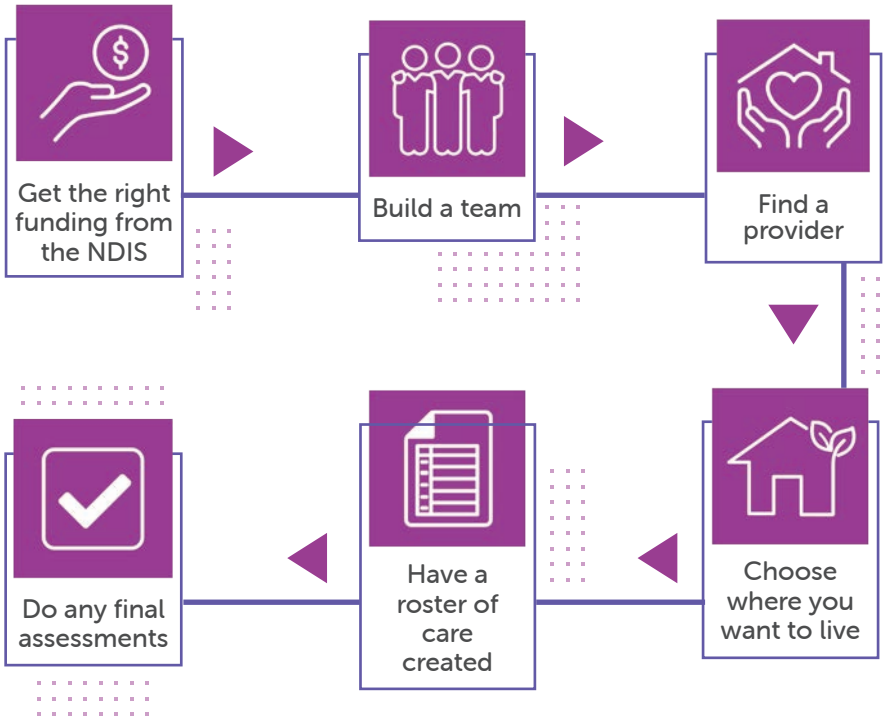 $
Get the right
funding from
the NDIS
Build a team
Find a
provider
Choose
where you
want to live
Have a
roster of
care
created
Do any final
assessments